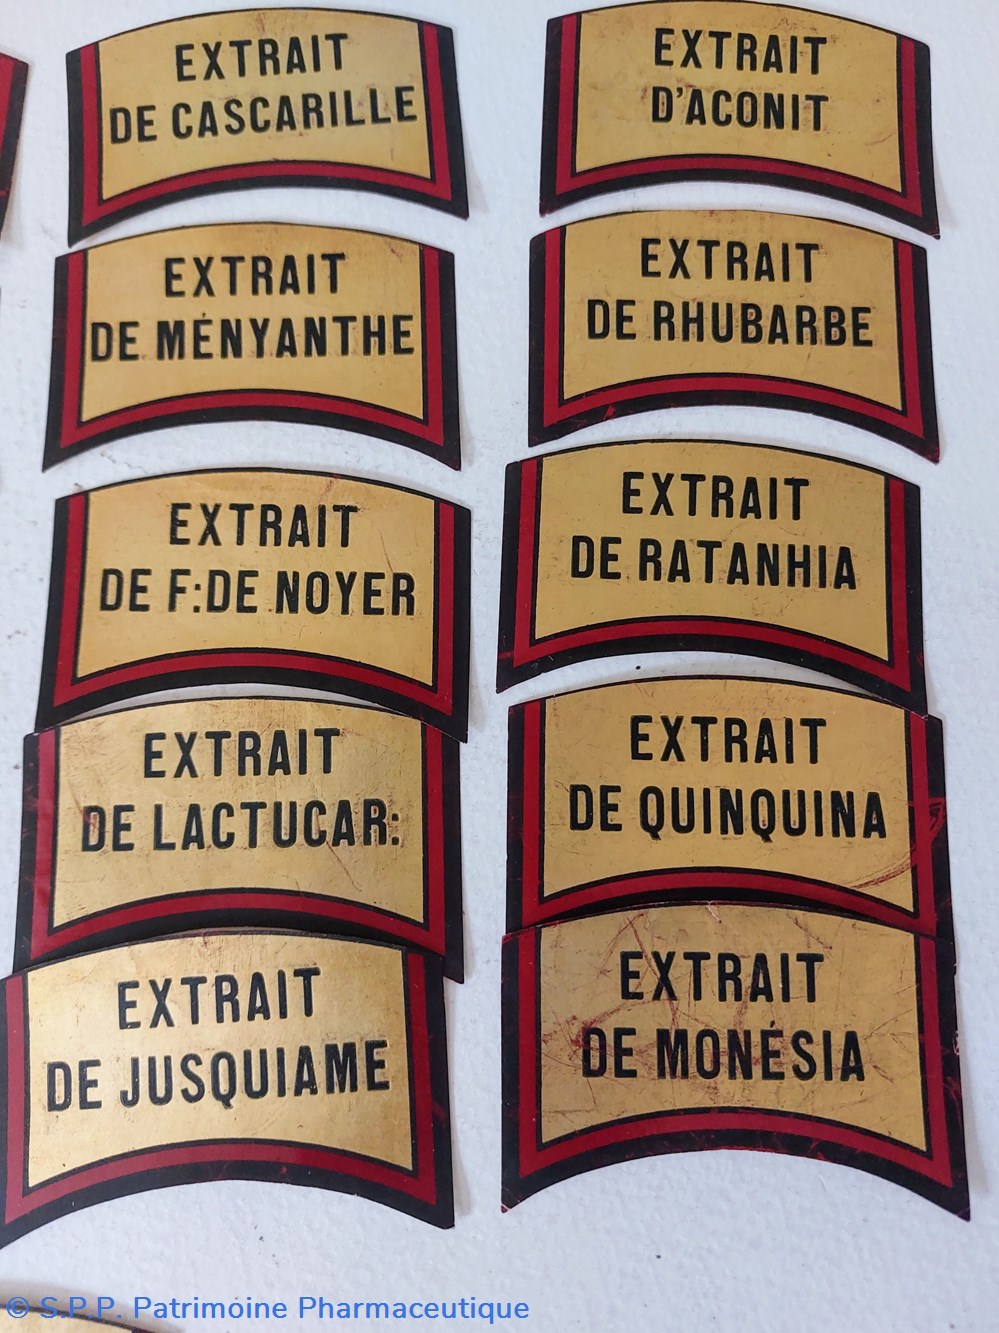 EXTRAIT
DE CASCARILLE
EXTRAIT
D'ACONIT
EXTRAIT
DE MÉNYANTHE
EXTRAIT
DE RHUBARBE
EXTRAIT
DE F:DE NOYER
EXTRAIT
DE RATANHIA
EXTRAIT
DE LACTUCAR:
EXTRAIT
DE QUINQUINA
EXTRAIT
DE JUSQUIAME
EXTRAIT
DE MONÉSIA
© S.P.P. Patrimoine Pharmaceutique